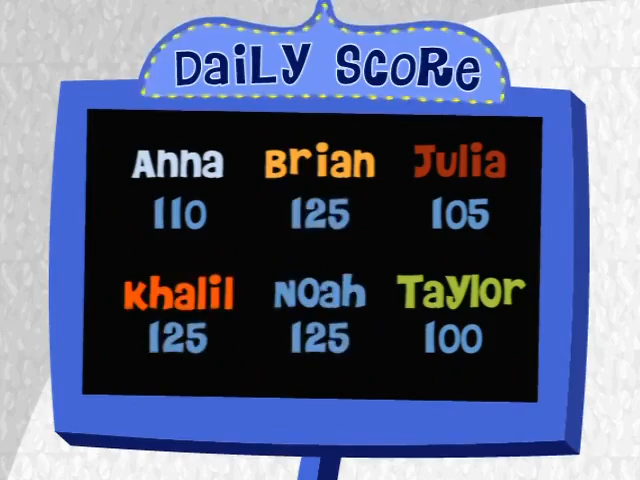 Daily Score
Anna Brian Julia
110 125 105
Khalil Noah Taylor
125 125 100